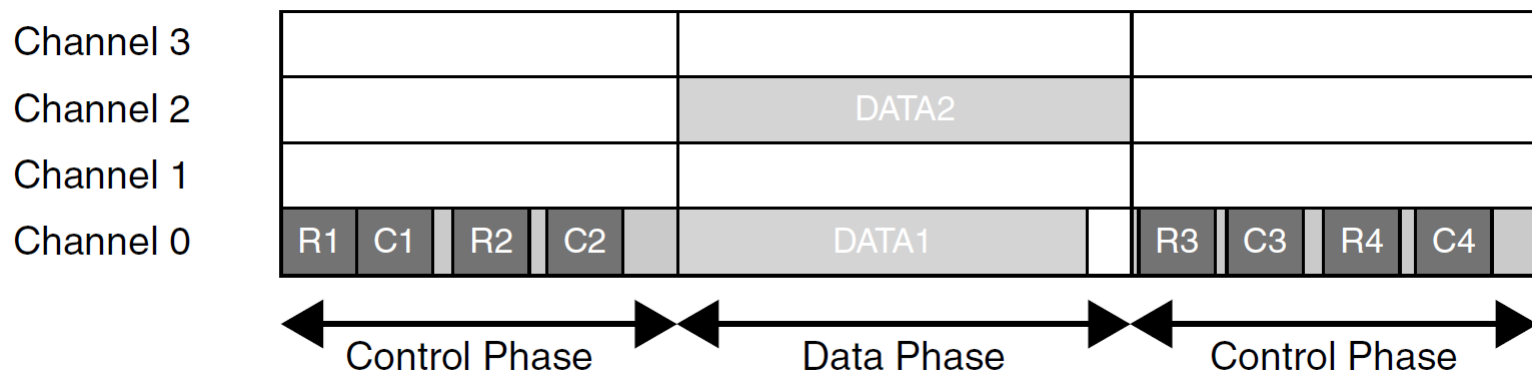 Channel 3
Channel 2 DATA2
Channel 1
Channel 0 R1 C1 R2 C2 DATA1 R3 C3 R4 C4
Control Phase Data Phase Control Phase